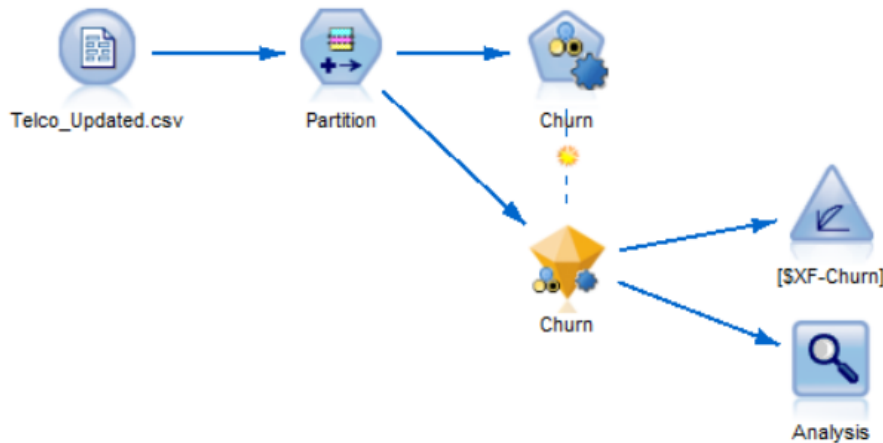 Telco_Updated.csv
Partition
Churn
Churn
[$XF-Churn]
Analysis